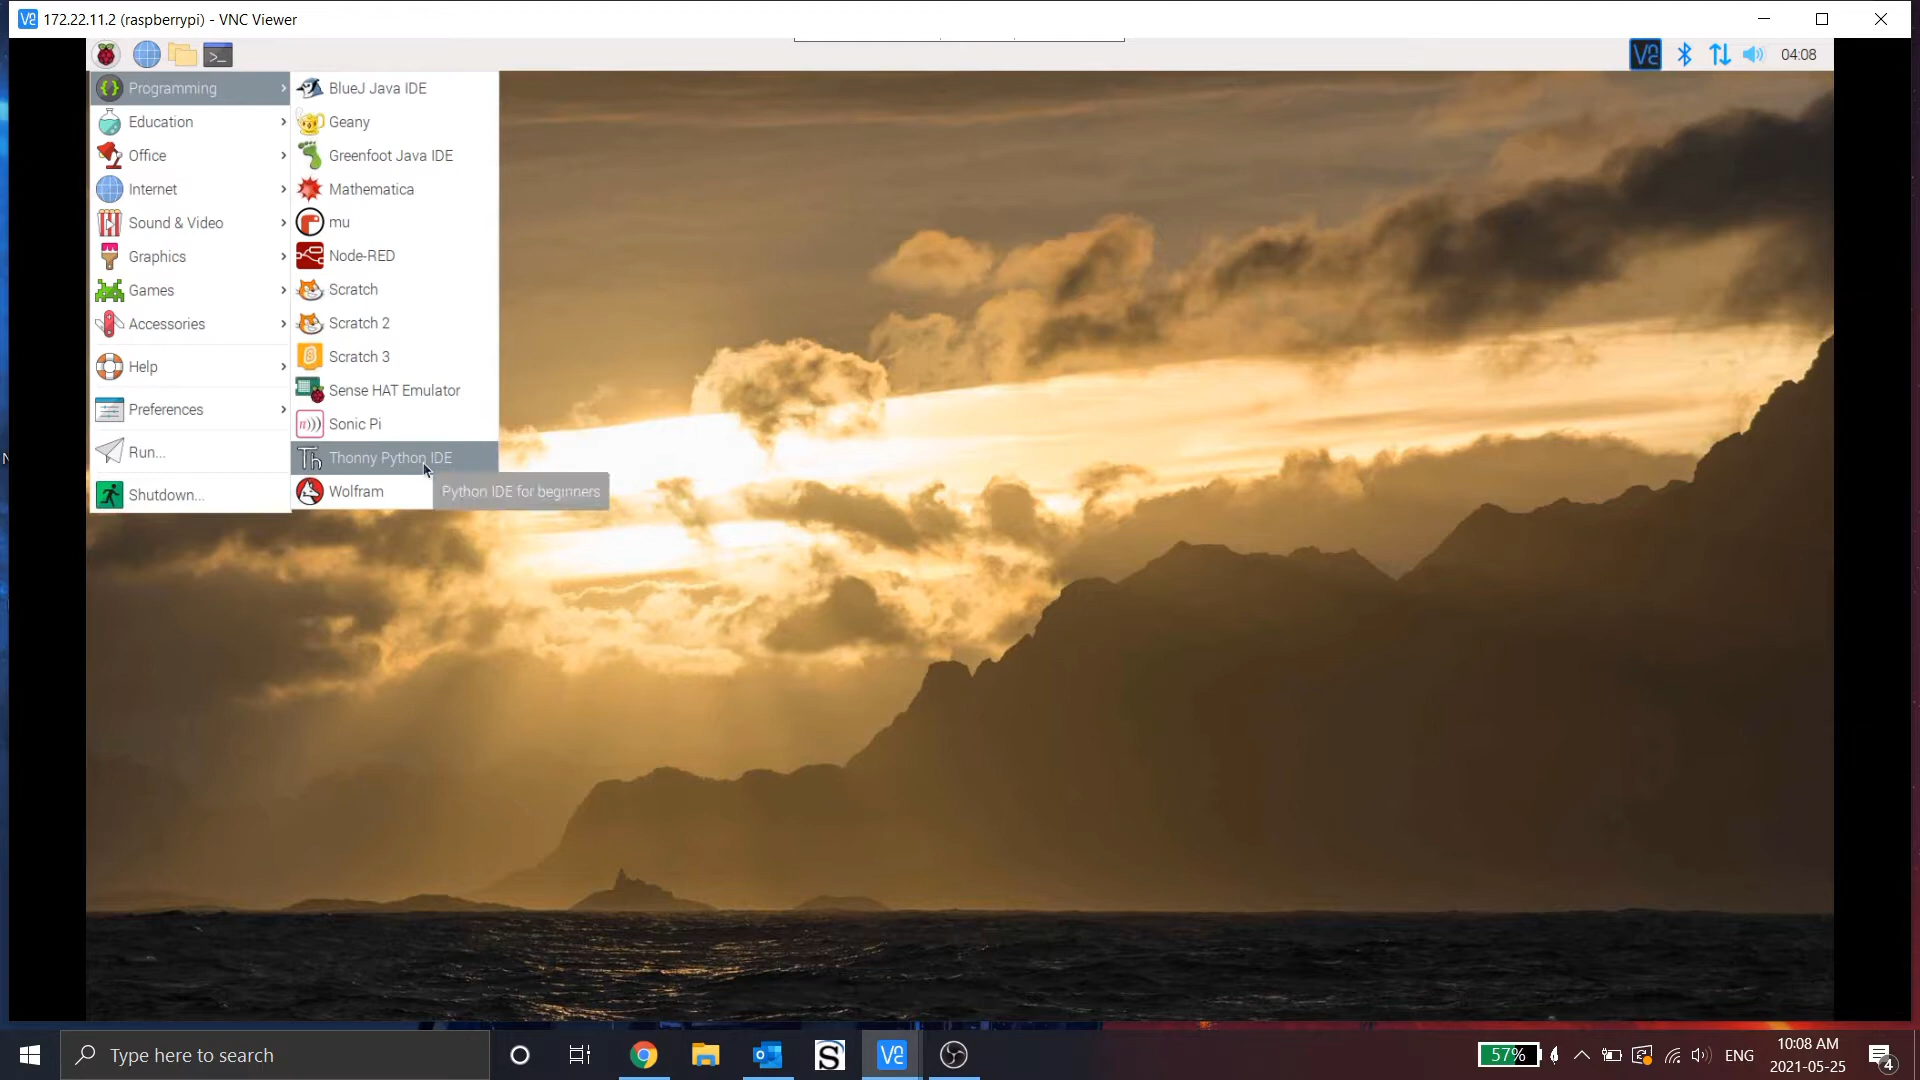 172.22.11.2 (raspberrypi) - VNC Viewer
04:08
Programming
Education
Office
Internet
Sound & Video
Graphics
Games
Accessories
Help
Preferences
Run...
Shutdown...
BlueJ Java IDE
Geany
Greenfoot Java IDE
Mathematica
mu
Node-RED
Scratch
Scratch 2
Scratch 3
Sense HAT Emulator
Sonic Pi
Thonny Python IDE
Wolfram
Python IDE for beginners
Type here to search
57%
ENG
10:08 AM
2021-05-25
4